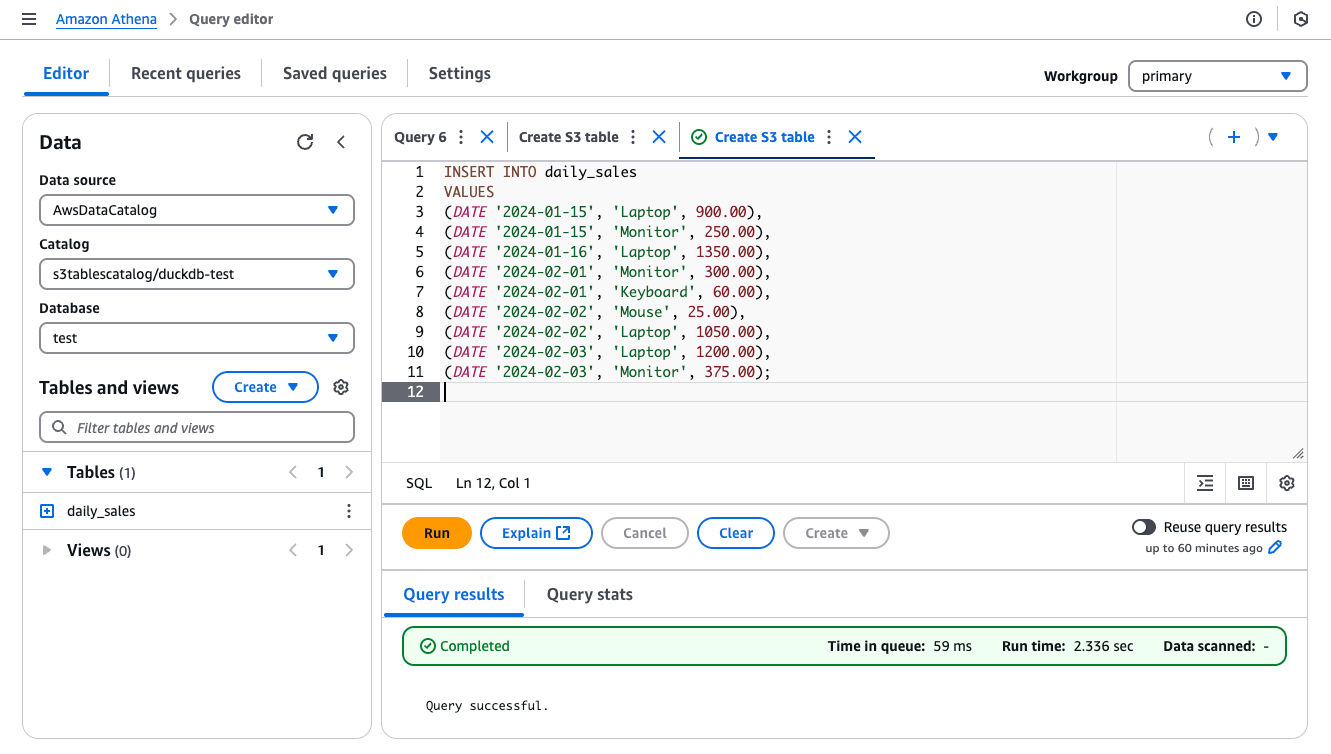 Amazon Athena > Query editor
Editor Recent queries Saved queries Settings
Workgroup primary
Data
Data source
AwsDataCatalog
Catalog
s3tablescatalog/duckdb-test
Database
test
Tables and views Create
Filter tables and views
Tables (1) 1
daily_sales
Views (0) 1
Query 6 Create S3 table Create S3 table
1 INSERT INTO daily_sales
2 VALUES
3 (DATE '2024-01-15', 'Laptop', 900.00),
4 (DATE '2024-01-15', 'Monitor', 250.00),
5 (DATE '2024-01-16', 'Laptop', 1350.00),
6 (DATE '2024-02-01', 'Monitor', 300.00),
7 (DATE '2024-02-01', 'Keyboard', 60.00),
8 (DATE '2024-02-02', 'Mouse', 25.00),
9 (DATE '2024-02-02', 'Laptop', 1050.00),
10 (DATE '2024-02-03', 'Laptop', 1200.00),
11 (DATE '2024-02-03', 'Monitor', 375.00);
12
SQL Ln 12, Col 1
Run Explain Cancel Clear Create
Reuse query results
up to 60 minutes ago
Query results Query stats
Completed Time in queue: 59 ms Run time: 2.336 sec Data scanned: -
Query successful.